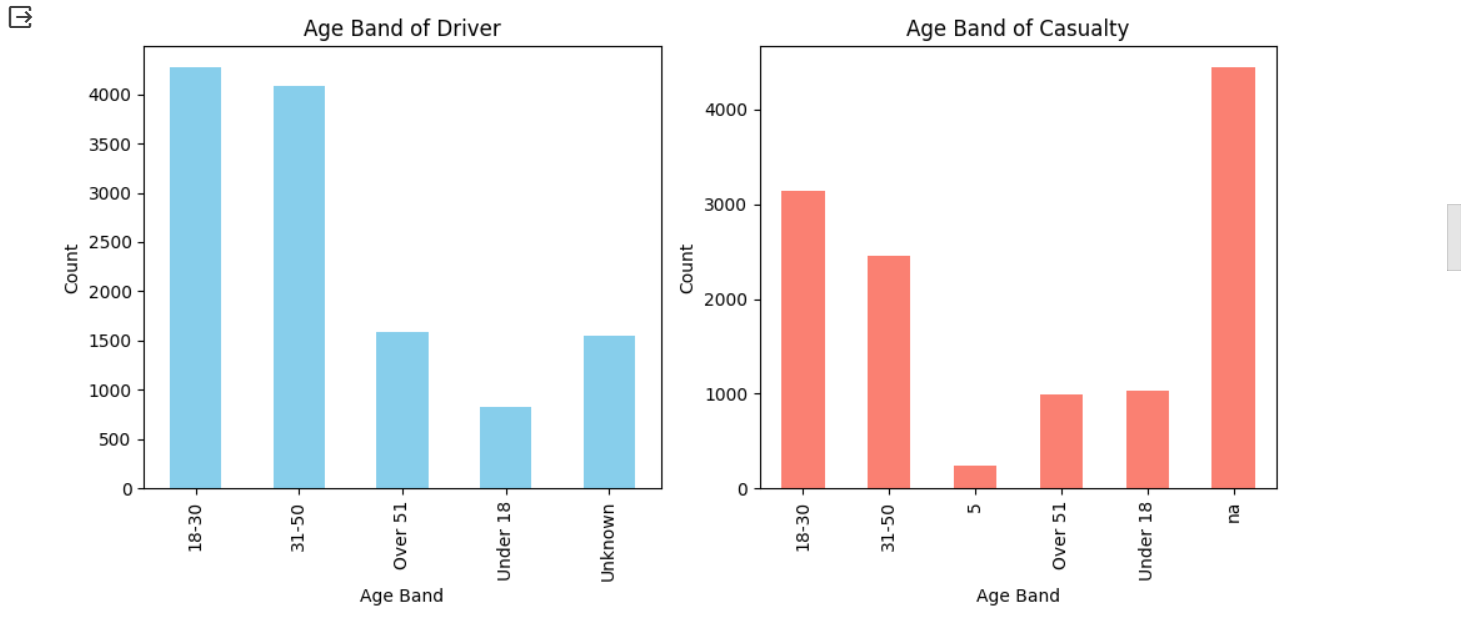 Age Band of Driver
4000
3500
3000
2500
2000
1500
1000
500
0
Count
18-30
31-50
Over 51
Under 18
Unknown
Age Band
Age Band of Casualty
4000
3000
2000
1000
0
Count
18-30
31-50
5
Over 51
Under 18
na
Age Band